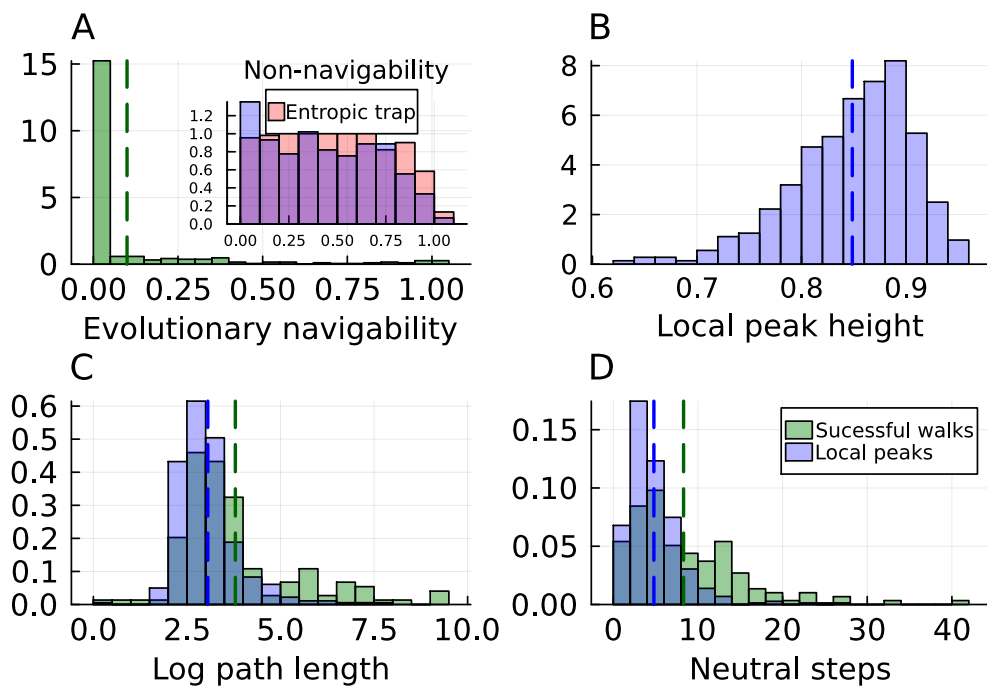 A
15
10
5
0
0.00 0.25 0.50 0.75 1.00
Evolutionary navigability
Non-navigability
Entropic trap
1.2
1.0
0.8
0.6
0.4
0.2
0.0
0.00 0.25 0.50 0.75 1.00
B
8
6
4
2
0
0.6 0.7 0.8 0.9
Local peak height
C
0.6
0.5
0.4
0.3
0.2
0.1
0.0
0.0 2.5 5.0 7.5 10.0
Log path length
D
0.15
0.10
0.05
0.00
0 10 20 30 40
Neutral steps
Sucessful walks
Local peaks